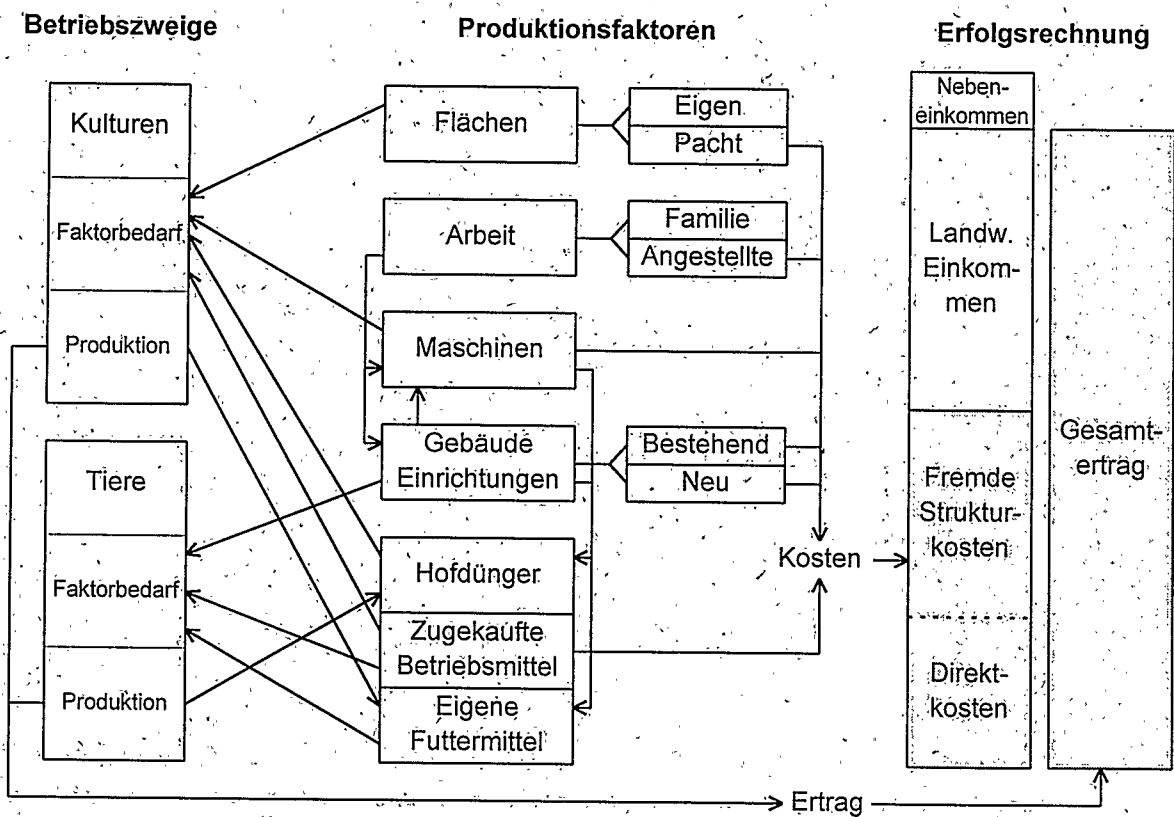 Betriebszweige
Produktionsfaktoren
Erfolgsrechnung
Kulturen
Faktorbedarf
Produktion
Tiere
Faktorbedarf
Produktion
Flächen
Eigen
Pacht
Arbeit
Familie
Angestellte
Maschinen
Gebäude
Einrichtungen
Bestehend
Neu
Hofdünger
Zugekaufte
Betriebsmittel
Eigene
Futtermittel
Kosten
Ertrag
Neben-
einkommen
Landw.
Einkom-
men
Fremde
Struktur-
kosten
Direkt-
kosten
Gesamt-
ertrag